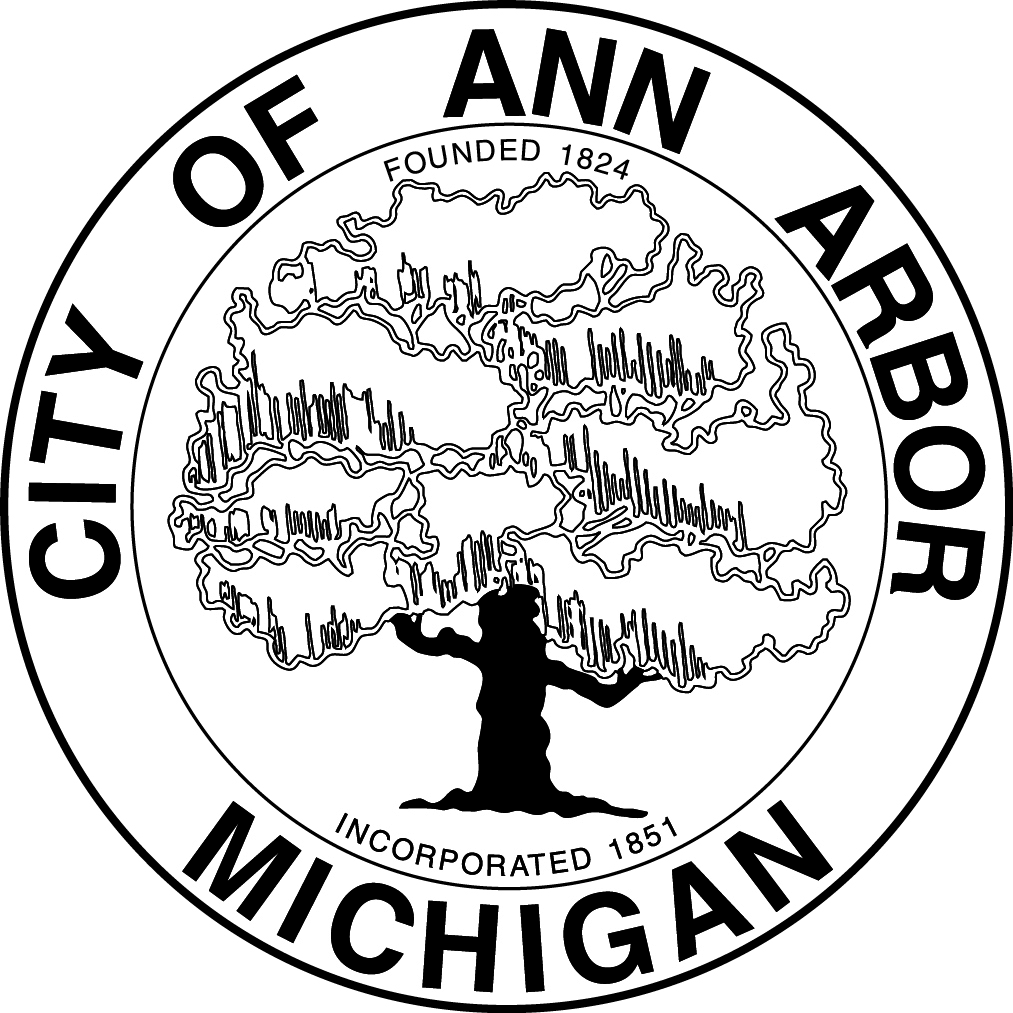 CITY OF ANN ARBOR
FOUNDED 1824
INCORPORATED 1851
MICHIGAN